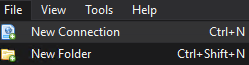 File View Tools Help
New Connection Ctrl+N
New Folder Ctrl+Shift+N